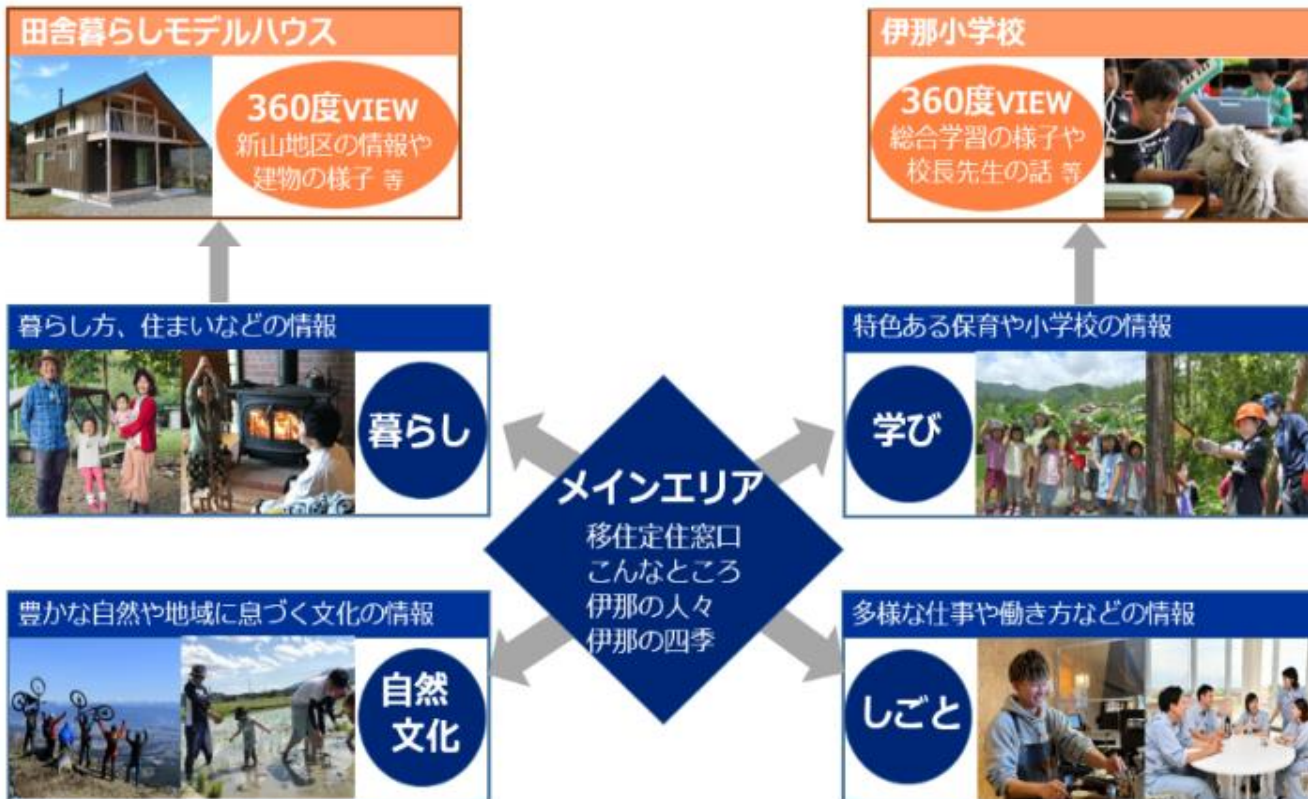 田舎暮らしモデルハウス
360度VIEW
新山地区の情報や
建物の様子 等
伊那小学校
360度VIEW
総合学習の様子や
校長先生の話 等
暮らし方、住まいなどの情報
暮らし
特色ある保育や小学校の情報
学び
メインエリア
移住定住窓口
こんなところ
伊那の人々
伊那の四季
豊かな自然や地域に息づく文化の情報
自然
文化
多様な仕事や働き方などの情報
しごと